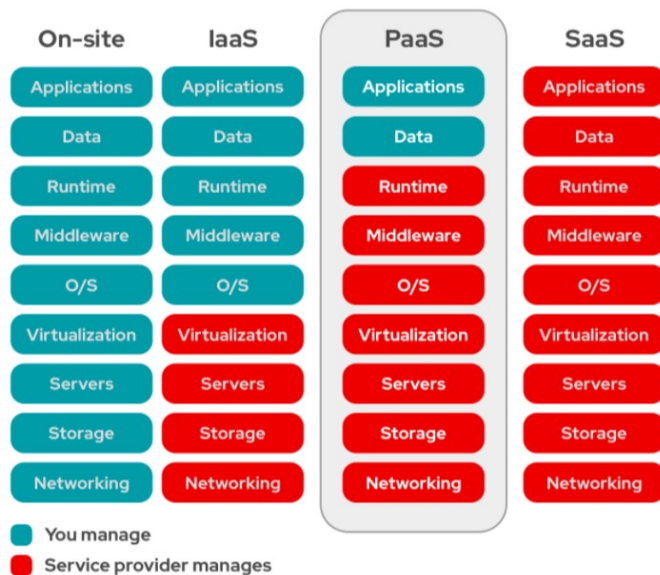 On-site IaaS PaaS SaaS
Applications Applications Applications Applications
Data Data Data Data
Runtime Runtime Runtime Runtime
Middleware Middleware Middleware Middleware
O/S O/S O/S O/S
Virtualization Virtualization Virtualization Virtualization
Servers Servers Servers Servers
Storage Storage Storage Storage
Networking Networking Networking Networking
You manage
Service provider manages